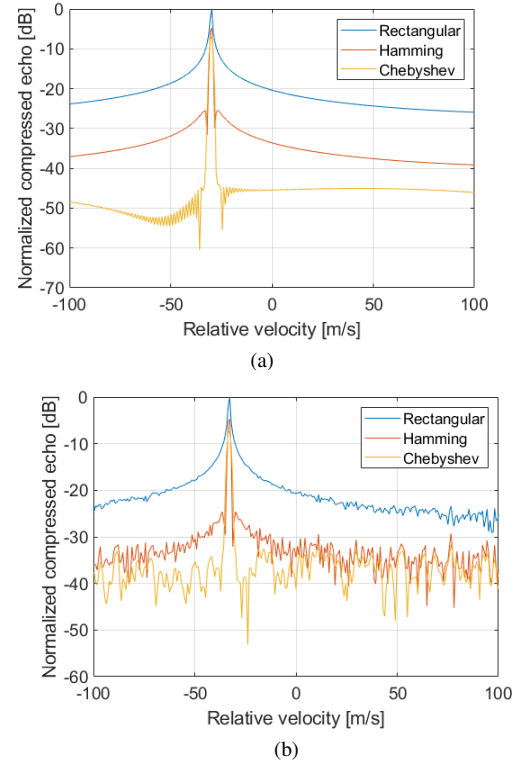 0
-10
-20
-30
-40
-50
-60
-70
Normalized compressed echo [dB]
Rectangular
Hamming
Chebyshev
-100 -50 0 50 100
Relative velocity [m/s]
(a)
0
-10
-20
-30
-40
-50
-60
Normalized compressed echo [dB]
Rectangular
Hamming
Chebyshev
-100 -50 0 50 100
Relative velocity [m/s]
(b)